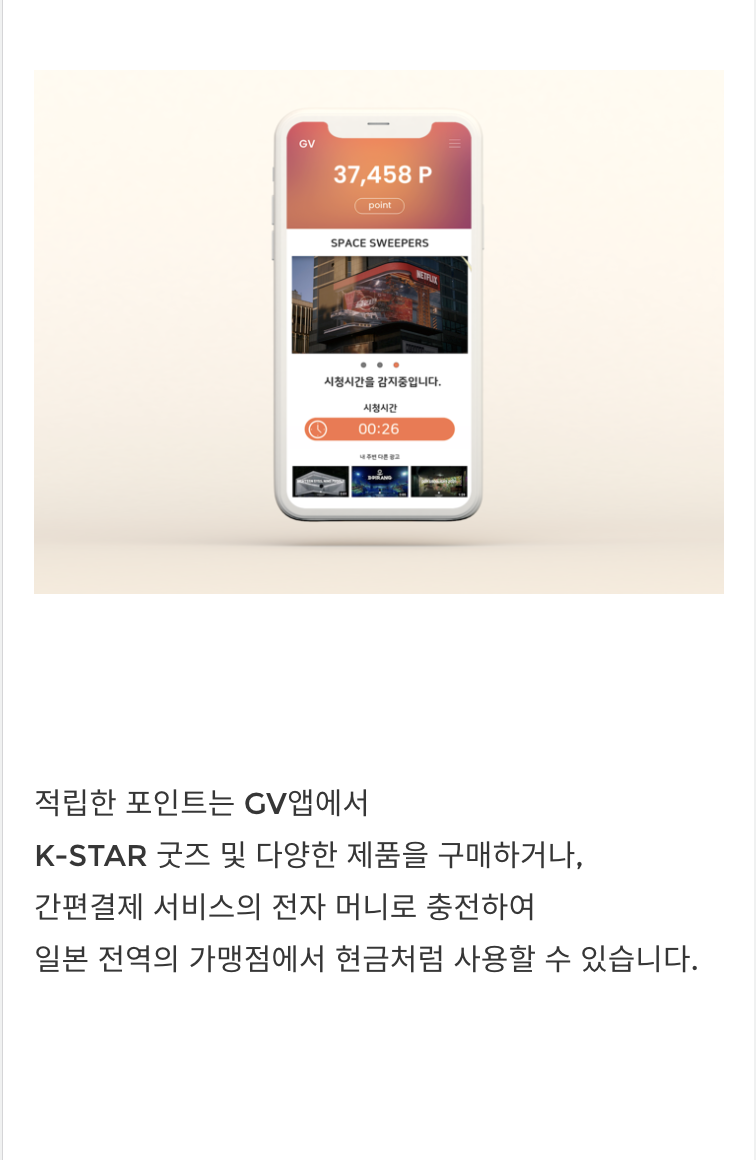 GV
37,458 P
point
SPACE SWEEPERS
NETFLIX
시청시간을 감지중입니다.
시청시간
00:26
내 주변 다른 광고
적립한 포인트는 GV앱에서
K-STAR 굿즈 및 다양한 제품을 구매하거나,
간편결제 서비스의 전자 머니로 충전하여
일본 전역의 가맹점에서 현금처럼 사용할 수 있습니다.